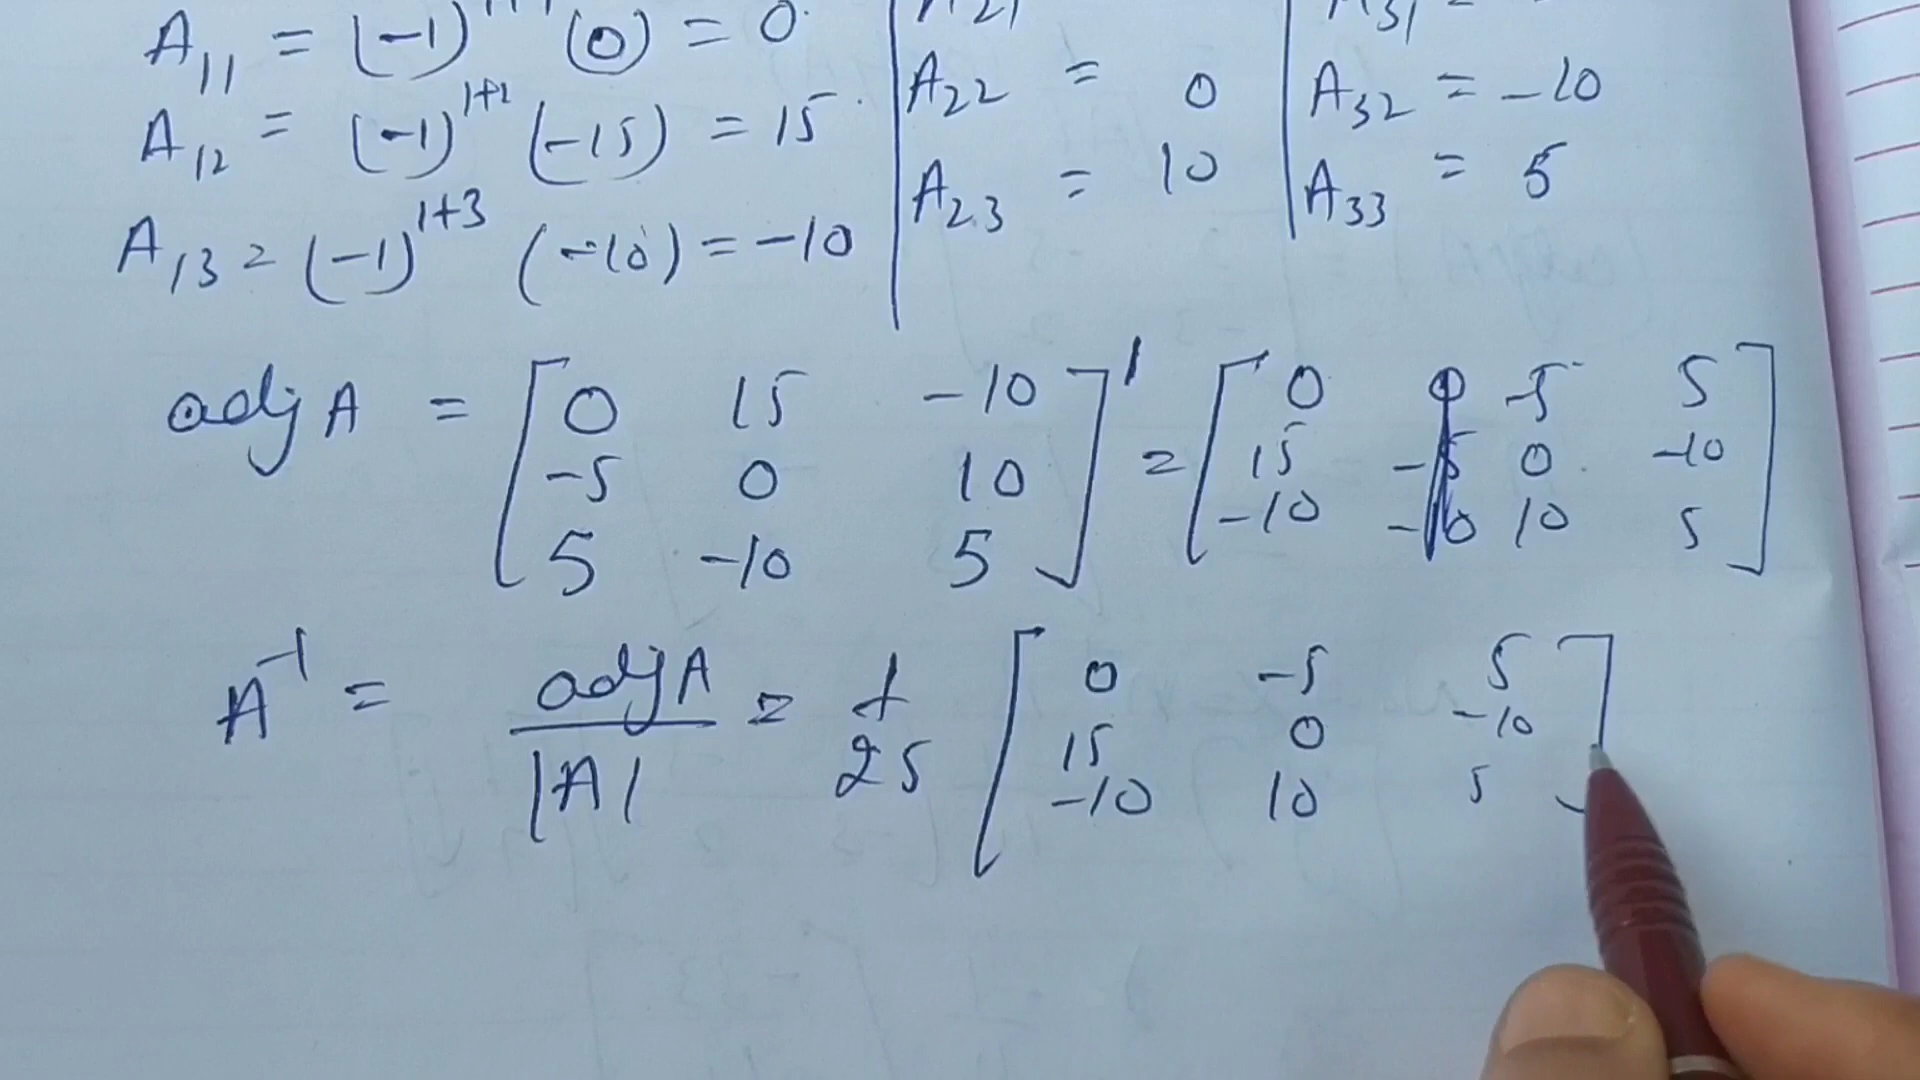 A₁₁ = (-1)¹⁺¹ (0) = 0. | A₂₁ | A₃₁ =
A₁₂ = (-1)¹⁺² (-15) = 15. | A₂₂ = 0 | A₃₂ = -10
A₁₃ = (-1)¹⁺³ (-10) = -10 | A₂₃ = 10 | A₃₃ = 5
adj A = [0 15 -10; -5 0 10; 5 -10 5]' = [0 -5 5; 15 0 -10; -10 10 5]
A⁻¹ = adj A / |A| = 1/25 [0 -5 5; 15 0 -10; -10 10 5]